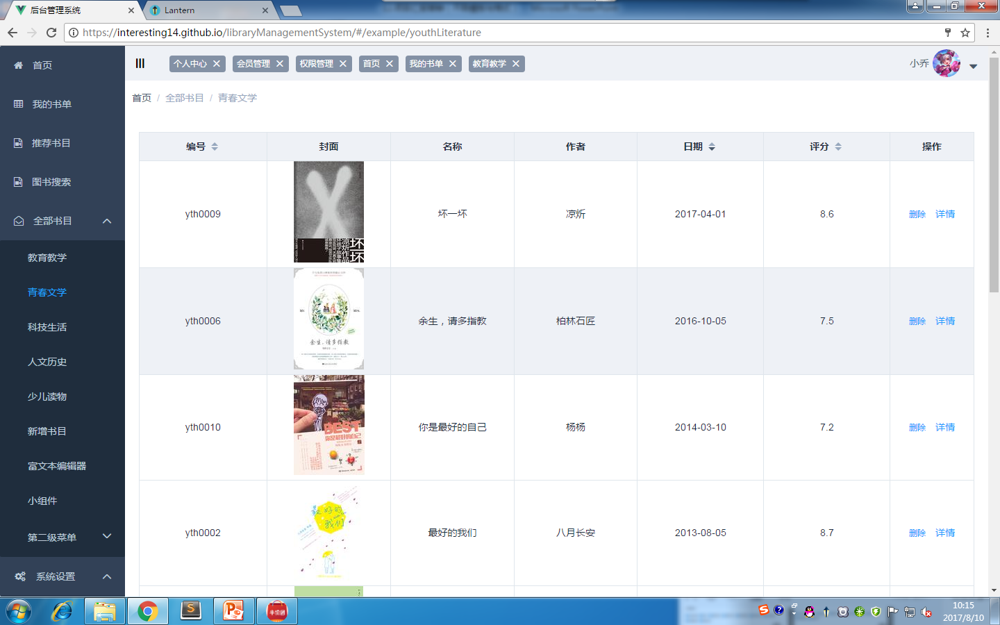 后台管理系统
Lantern
https://interesting14.github.io/libraryManagementSystem/#/example/youthLiterature
首页
我的书单
推荐书目
图书搜索
全部书目
教育教学
青春文学
科技生活
人文历史
少儿读物
新增书目
富文本编辑器
小组件
第二级菜单
系统设置
个人中心 会员管理 权限管理 首页 我的书单 教育教学
小乔
首页 / 全部书目 / 青春文学
编号 封面 名称 作者 日期 评分 操作
yth0009 坏一坏 凉炘 2017-04-01 8.6 删除 详情
yth0006 余生，请多指教 柏林石匠 2016-10-05 7.5 删除 详情
余生，请多指教
yth0010 你是最好的自己 杨杨 2014-03-10 7.2 删除 详情
BEST
你是最好的自己
yth0002 最好的我们 八月长安 2013-08-05 8.7 删除 详情
最好的
我们
半价团
10:15
2017/8/10